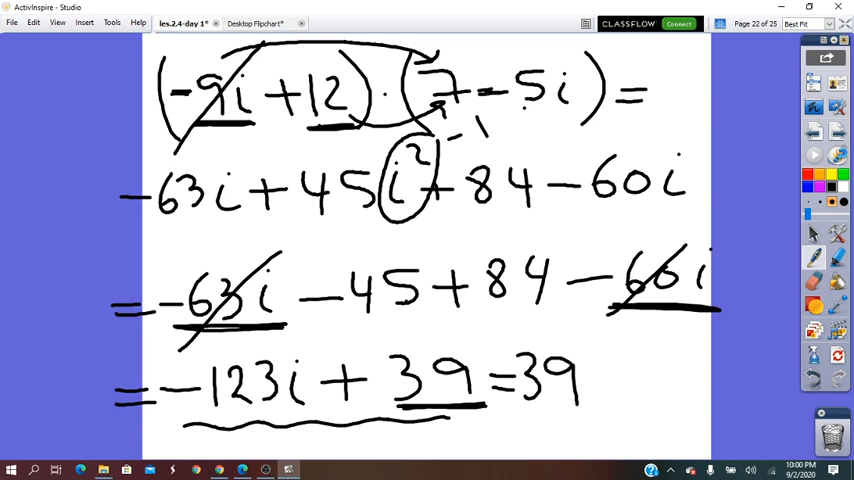 ActivInspire - Studio
File Edit View Insert Tools Help
les.2.4-day 1* Desktop Flipchart* CLASSFLOW Connect Page 22 of 25 Best Fit
(-9i + 12) · (7 - 5i) =
-1
-63i + 45i² + 84 - 60i
= -63i - 45 + 84 - 60i
= -123i + 39 = 39
10:00 PM
9/2/2020